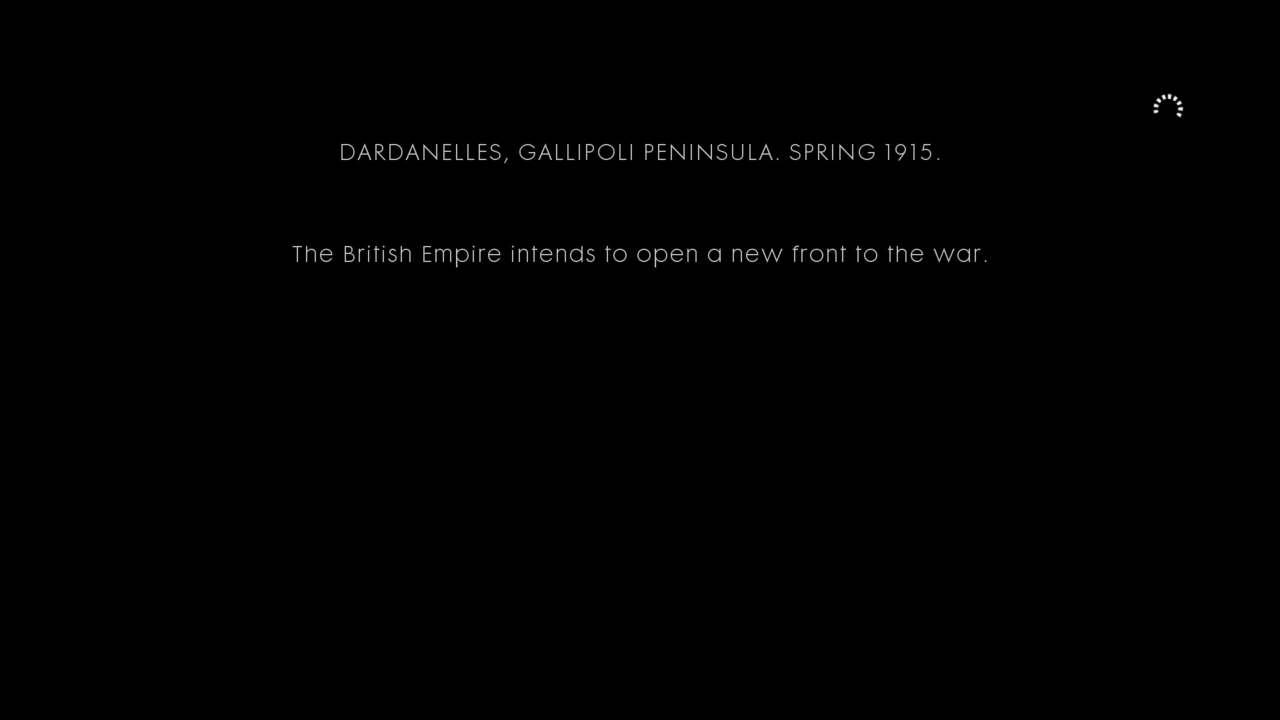 DARDANELLES, GALLIPOLI PENINSULA. SPRING 1915.
The British Empire intends to open a new front to the war.